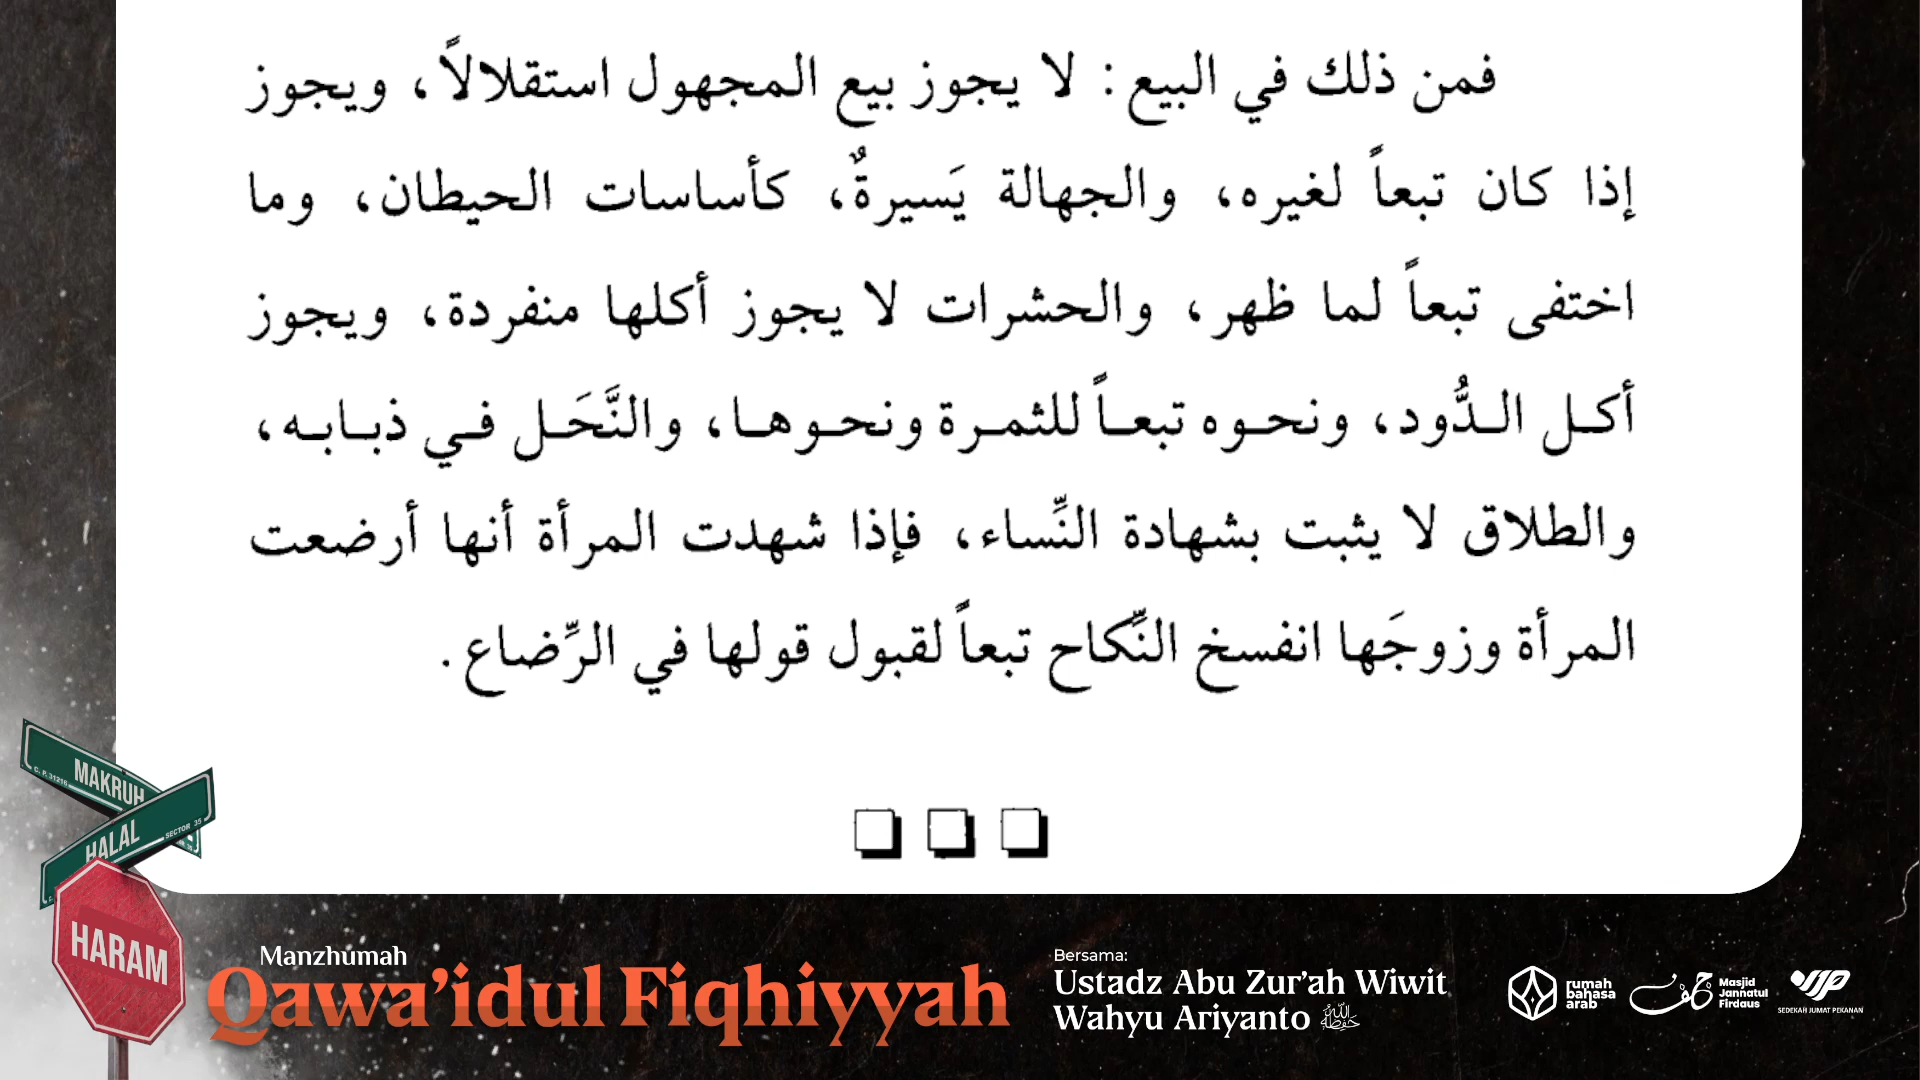 فمن ذلك في البيع : لا يجوز بيع المجهول استقلالاً، ويجوز
إذا كان تبعاً لغيره، والجهالة يَسيرةٌ، كأساسات الحيطان، وما
اختفى تبعاً لما ظهر، والحشرات لا يجوز أكلها منفردة، ويجوز
أكل الدُّود، ونحوه تبعاً للثمرة ونحوها، والنَّحَل في ذبابه،
والطلاق لا يثبت بشهادة النِّساء، فإذا شهدت المرأة أنها أرضعت
المرأة وزوجَها انفسخ النِّكاح تبعاً لقبول قولها في الرِّضاع .
MAKRUH
HALAL
SECTOR 35
HARAM
Manzhumah
Qawa'idul Fiqhiyyah
Bersama:
Ustadz Abu Zur'ah Wiwit
Wahyu Ariyanto حفظه الله
rumah
bahasa
arab
Masjid
Jannatul
Firdaus
SEDEKAH JUMAT PEKANAN